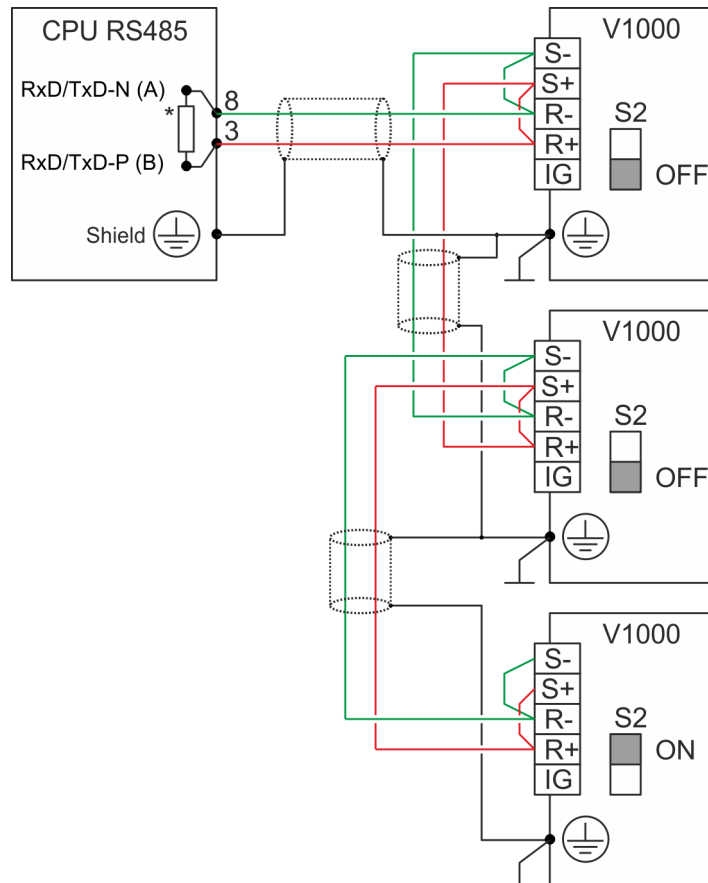 CPU RS485
RxD/TxD-N (A)
8
*
3
RxD/TxD-P (B)
Shield
V1000
S-
S+
R-
R+
IG
S2
OFF
V1000
S-
S+
R-
R+
IG
S2
OFF
V1000
S-
S+
R-
R+
IG
S2
ON